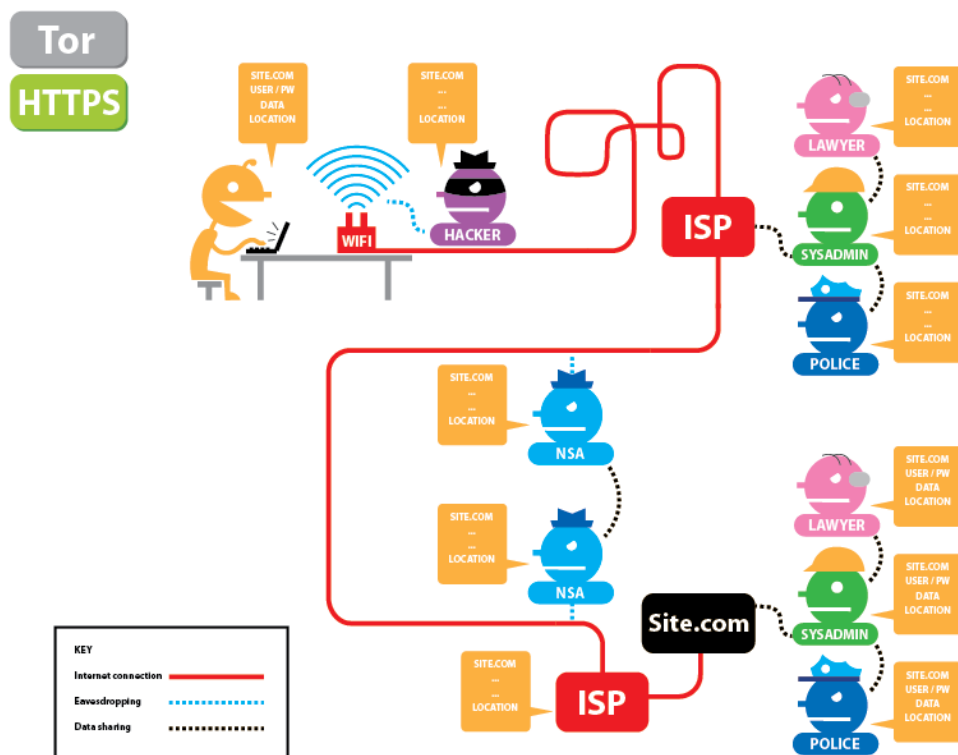 Tor
HTTPS
SITE.COM
USER / PW
DATA
LOCATION
SITE.COM
...
...
LOCATION
WIFI
HACKER
ISP
SITE.COM
...
...
LOCATION
LAWYER
SITE.COM
...
...
LOCATION
SYSADMIN
SITE.COM
...
...
LOCATION
POLICE
SITE.COM
...
...
LOCATION
NSA
SITE.COM
...
...
LOCATION
NSA
SITE.COM
USER / PW
DATA
LOCATION
LAWYER
SITE.COM
USER / PW
DATA
LOCATION
SYSADMIN
SITE.COM
USER / PW
DATA
LOCATION
POLICE
Site.com
SITE.COM
...
...
LOCATION
ISP
KEY
Internet connection
Eavesdropping
Data sharing